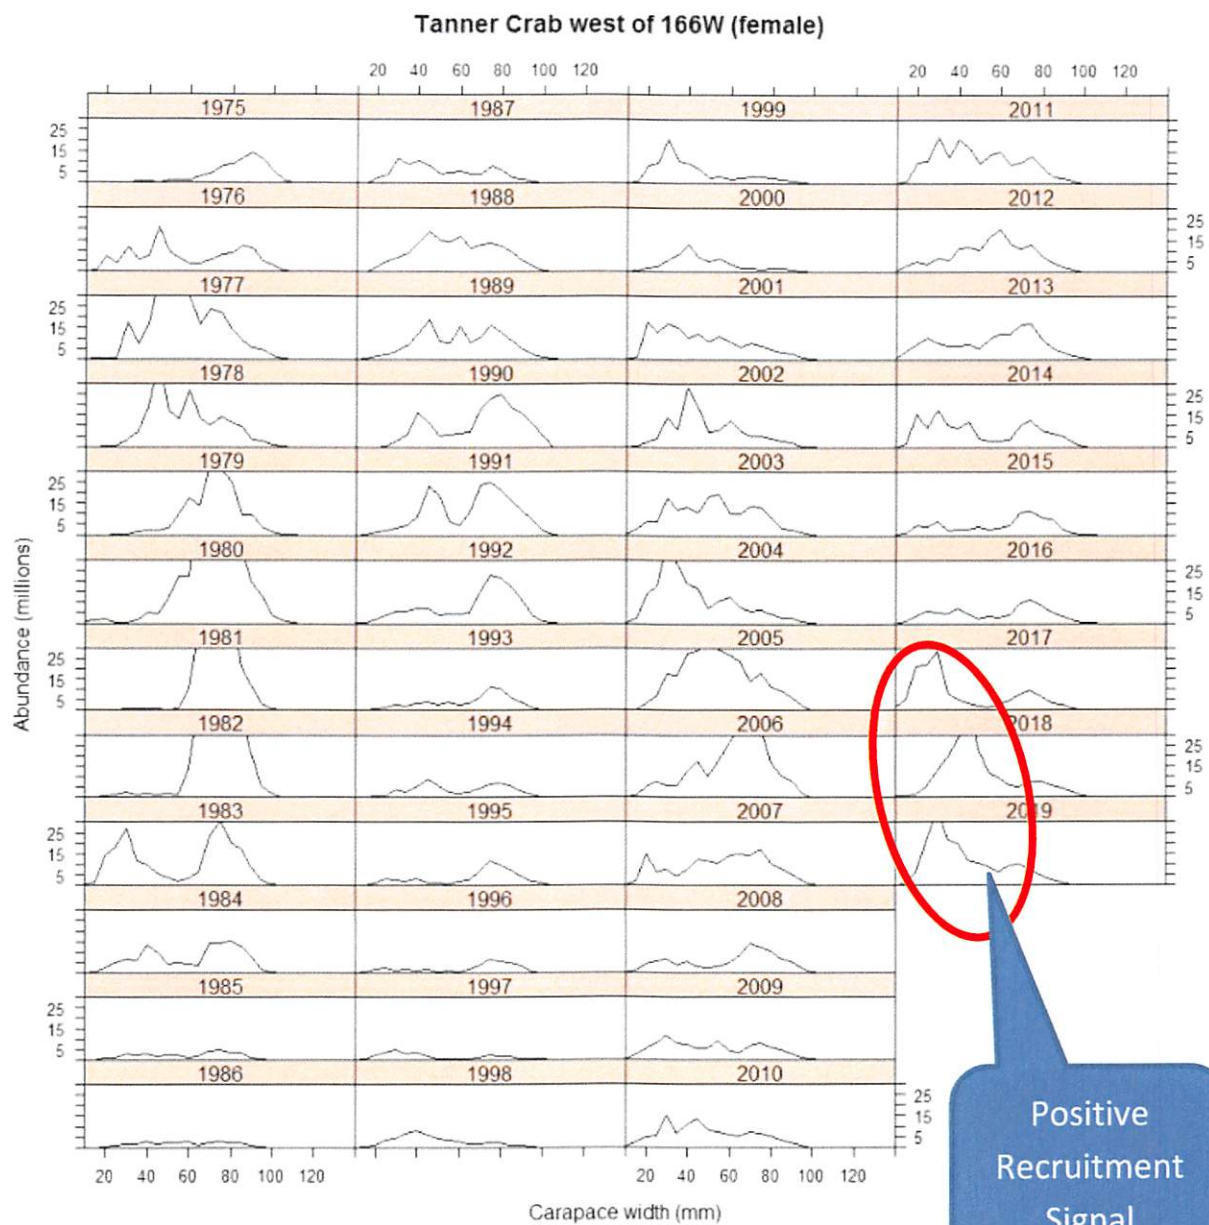 Tanner Crab west of 166W (female)
20 40 60 80 100 120 20 40 60 80 100 120
1975 1987 1999 2011
25
15
5
1976 1988 2000 2012
25
15
5
1977 1989 2001 2013
25
15
5
1978 1990 2002 2014
25
15
5
1979 1991 2003 2015
25
15
5
1980 1992 2004 2016
25
15
5
1981 1993 2005 2017
25
15
5
1982 1994 2006 2018
25
15
5
1983 1995 2007 2019
25
15
5
1984 1996 2008
1985 1997 2009
25
15
5
1986 1998 2010
25
15
5
20 40 60 80 100 120 20 40 60 80 100 120
Abundance (millions)
Carapace width (mm)
Positive
Recruitment
Signal